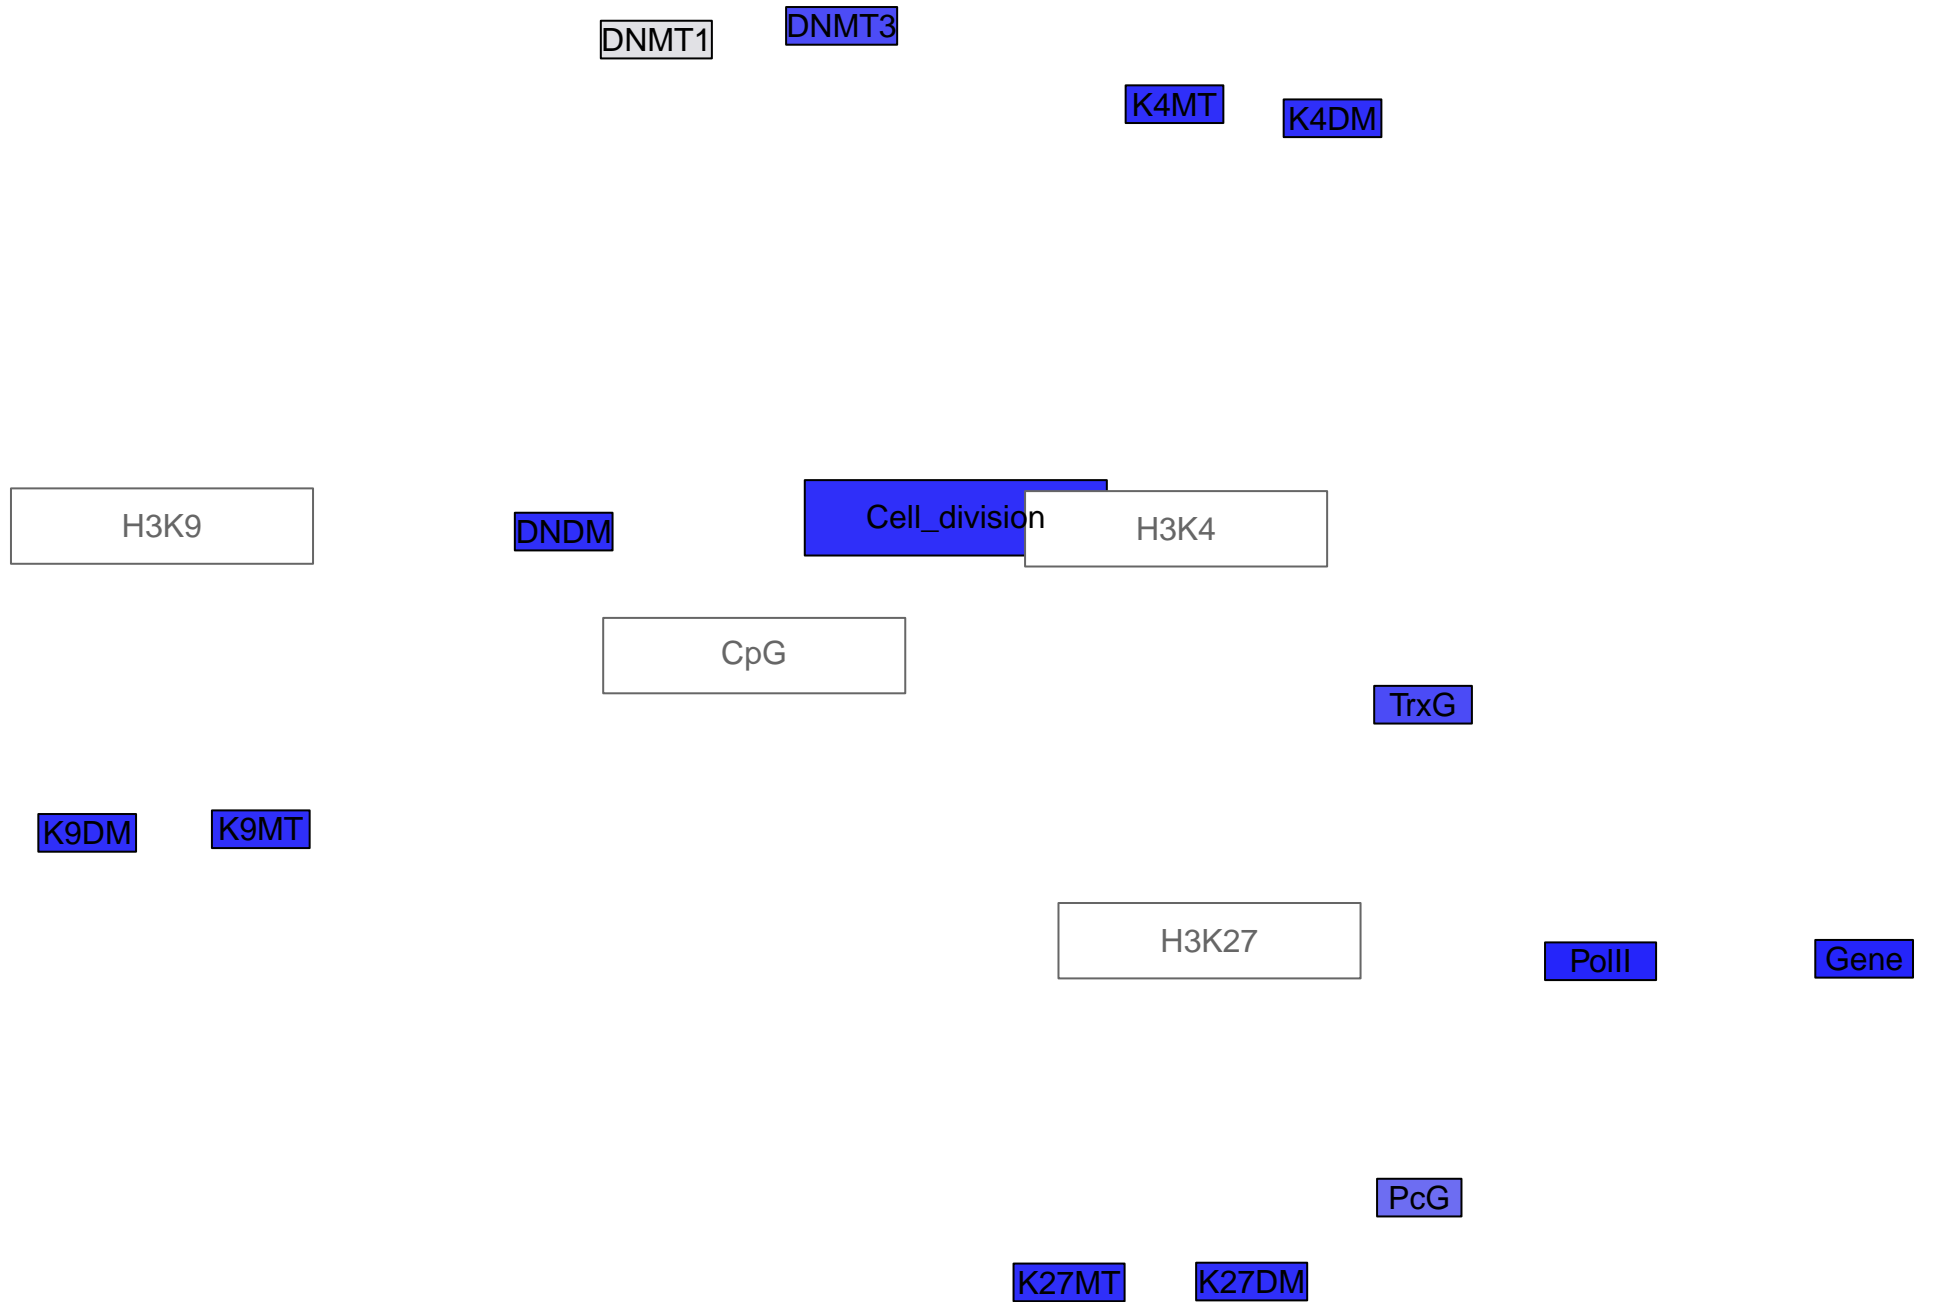 DNMT1
DNMT3
K4MT
K4DM
H3K9
DNDM
Cell_division
H3K4
CpG
TrxG
K9DM
K9MT
H3K27
PolII
Gene
PcG
K27MT
K27DM